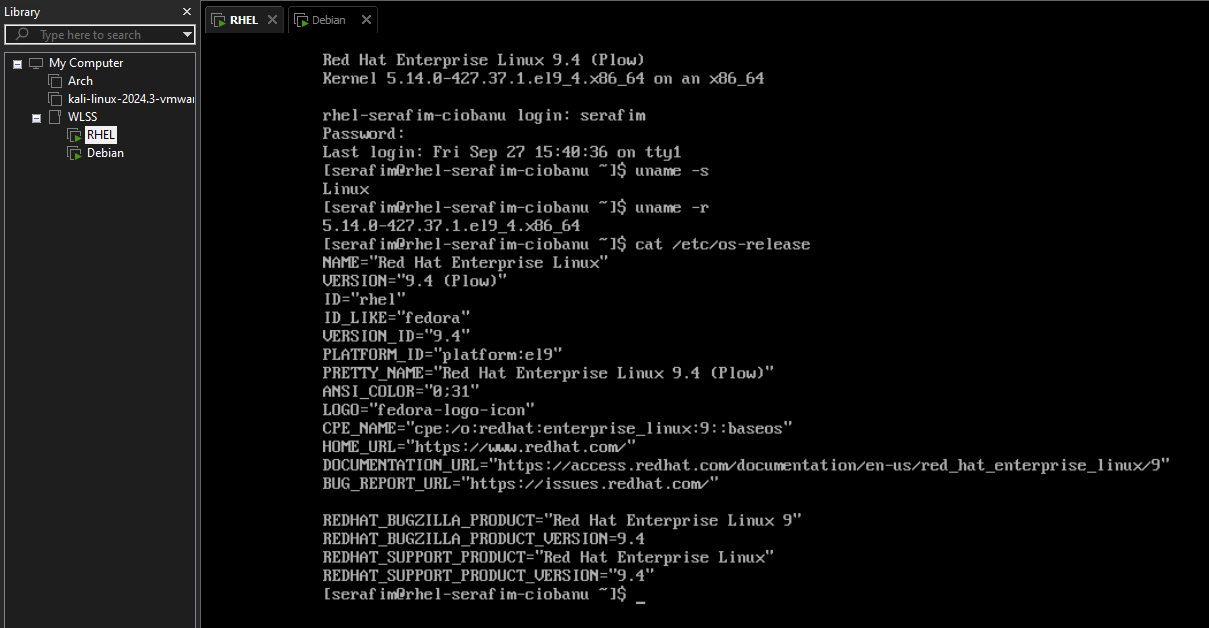 Library
Type here to search
My Computer
Arch
kali-linux-2024.3-vmwar
WLSS
RHEL
Debian
RHEL
Debian
Red Hat Enterprise Linux 9.4 (Plow)
Kernel 5.14.0-427.37.1.el9_4.x86_64 on an x86_64
rhel-serafim-ciobanu login: serafim
Password:
Last login: Fri Sep 27 15:40:36 on tty1
[serafim@rhel-serafim-ciobanu ~]$ uname -s
Linux
[serafim@rhel-serafim-ciobanu ~]$ uname -r
5.14.0-427.37.1.el9_4.x86_64
[serafim@rhel-serafim-ciobanu ~]$ cat /etc/os-release
NAME="Red Hat Enterprise Linux"
VERSION="9.4 (Plow)"
ID="rhel"
ID_LIKE="fedora"
VERSION_ID="9.4"
PLATFORM_ID="platform:el9"
PRETTY_NAME="Red Hat Enterprise Linux 9.4 (Plow)"
ANSI_COLOR="0;31"
LOGO="fedora-logo-icon"
CPE_NAME="cpe:/o:redhat:enterprise_linux:9::baseos"
HOME_URL="https://www.redhat.com/"
DOCUMENTATION_URL="https://access.redhat.com/documentation/en-us/red_hat_enterprise_linux/9"
BUG_REPORT_URL="https://issues.redhat.com/"
REDHAT_BUGZILLA_PRODUCT="Red Hat Enterprise Linux 9"
REDHAT_BUGZILLA_PRODUCT_VERSION=9.4
REDHAT_SUPPORT_PRODUCT="Red Hat Enterprise Linux"
REDHAT_SUPPORT_PRODUCT_VERSION="9.4"
[serafim@rhel-serafim-ciobanu ~]$ _